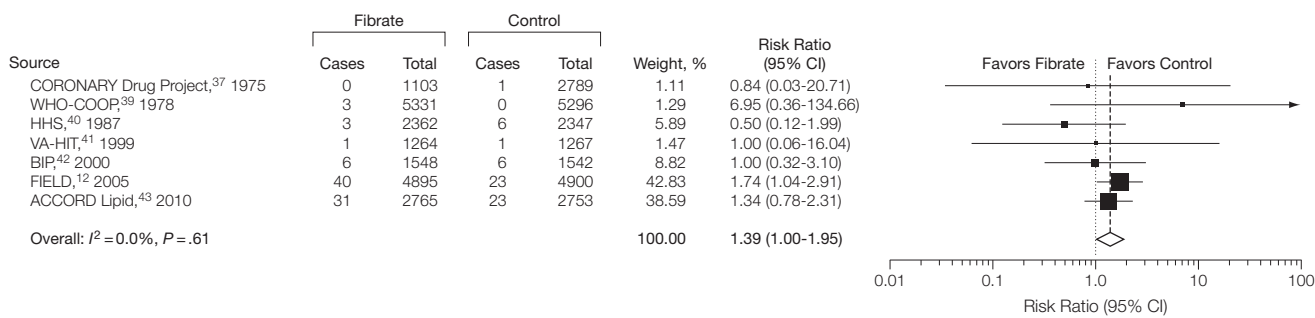 Fibrate Control
Source Cases Total Cases Total Weight, % Risk Ratio (95% CI) Favors Fibrate Favors Control
CORONARY Drug Project,37 1975 0 1103 1 2789 1.11 0.84 (0.03-20.71)
WHO-COOP,39 1978 3 5331 0 5296 1.29 6.95 (0.36-134.66)
HHS,40 1987 3 2362 6 2347 5.89 0.50 (0.12-1.99)
VA-HIT,41 1999 1 1264 1 1267 1.47 1.00 (0.06-16.04)
BIP,42 2000 6 1548 6 1542 8.82 1.00 (0.32-3.10)
FIELD,12 2005 40 4895 23 4900 42.83 1.74 (1.04-2.91)
ACCORD Lipid,43 2010 31 2765 23 2753 38.59 1.34 (0.78-2.31)
Overall: I2 = 0.0%, P = .61 100.00 1.39 (1.00-1.95)
0.01 0.1 1.0 10 100
Risk Ratio (95% CI)